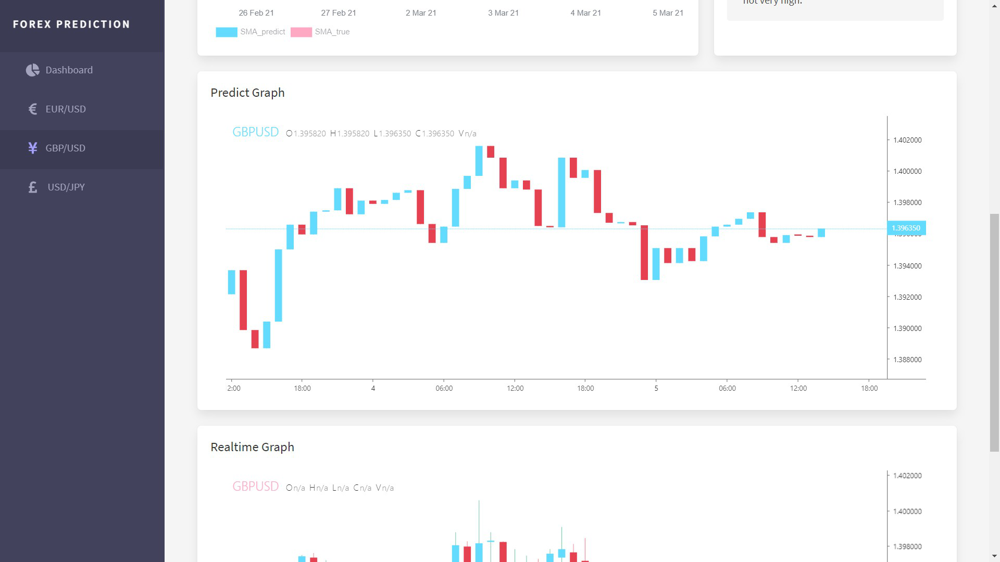 FOREX PREDICTION
Dashboard
EUR/USD
GBP/USD
USD/JPY
not very high.
26 Feb 21 27 Feb 21 2 Mar 21 3 Mar 21 4 Mar 21 5 Mar 21
SMA_predict SMA_true
Predict Graph
GBPUSD O1.395820 H1.395820 L1.396350 C1.396350 Vn/a
1.402000
1.400000
1.398000
1.396350
1.394000
1.392000
1.390000
1.388000
2:00 18:00 4 06:00 12:00 18:00 5 06:00 12:00 18:00
Realtime Graph
GBPUSD On/a Hn/a Ln/a Cn/a Vn/a
1.402000
1.400000
1.398000